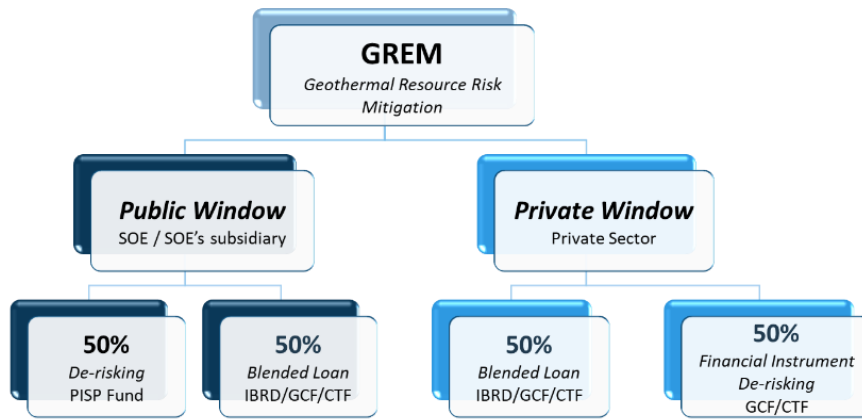 GREM
Geothermal Resource Risk
Mitigation
Public Window
SOE / SOE's subsidiary
Private Window
Private Sector
50%
De-risking
PISP Fund
50%
Blended Loan
IBRD/GCF/CTF
50%
Blended Loan
IBRD/GCF/CTF
50%
Financial Instrument
De-risking
GCF/CTF